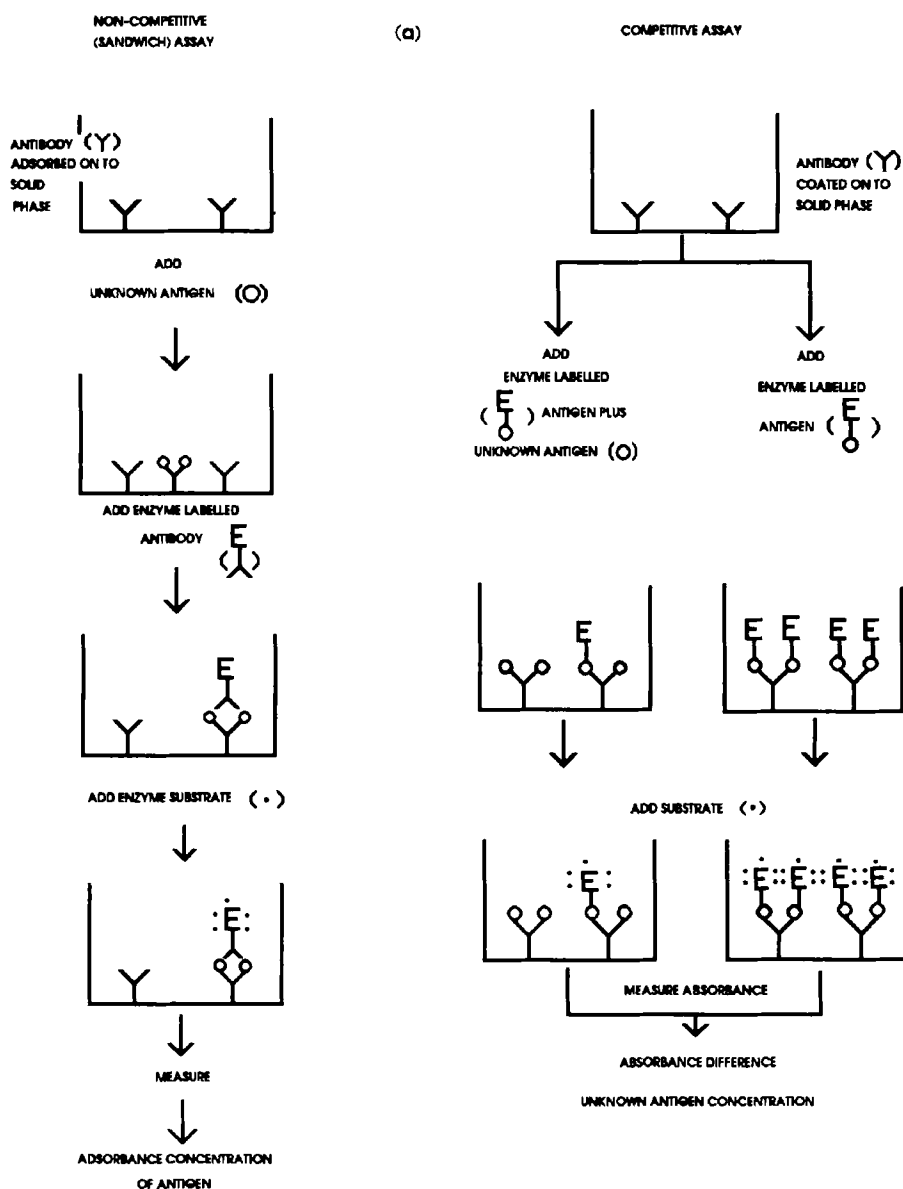 NON-COMPETITIVE
(SANDWICH) ASSAY
(a)
COMPETITIVE ASSAY
ANTIBODY (Y)
ADSORBED ON TO
SOLID
PHASE
ANTIBODY (Y)
COATED ON TO
SOLID PHASE
ADD
UNKNOWN ANTIGEN (O)
ADD
ENZYME LABELLED
(E) ANTIGEN PLUS
UNKNOWN ANTIGEN (O)
ADD
ENZYME LABELLED
ANTIGEN (E)
ADD ENZYME LABELLED
ANTIBODY (E)
E
E
E
E
E
E
ADD ENZYME SUBSTRATE (•)
ADD SUBSTRATE (•)
E
E
E
E
E
E
MEASURE ABSORBANCE
MEASURE
ABSORBANCE DIFFERENCE
UNKNOWN ANTIGEN CONCENTRATION
ADSORBANCE CONCENTRATION
OF ANTIGEN